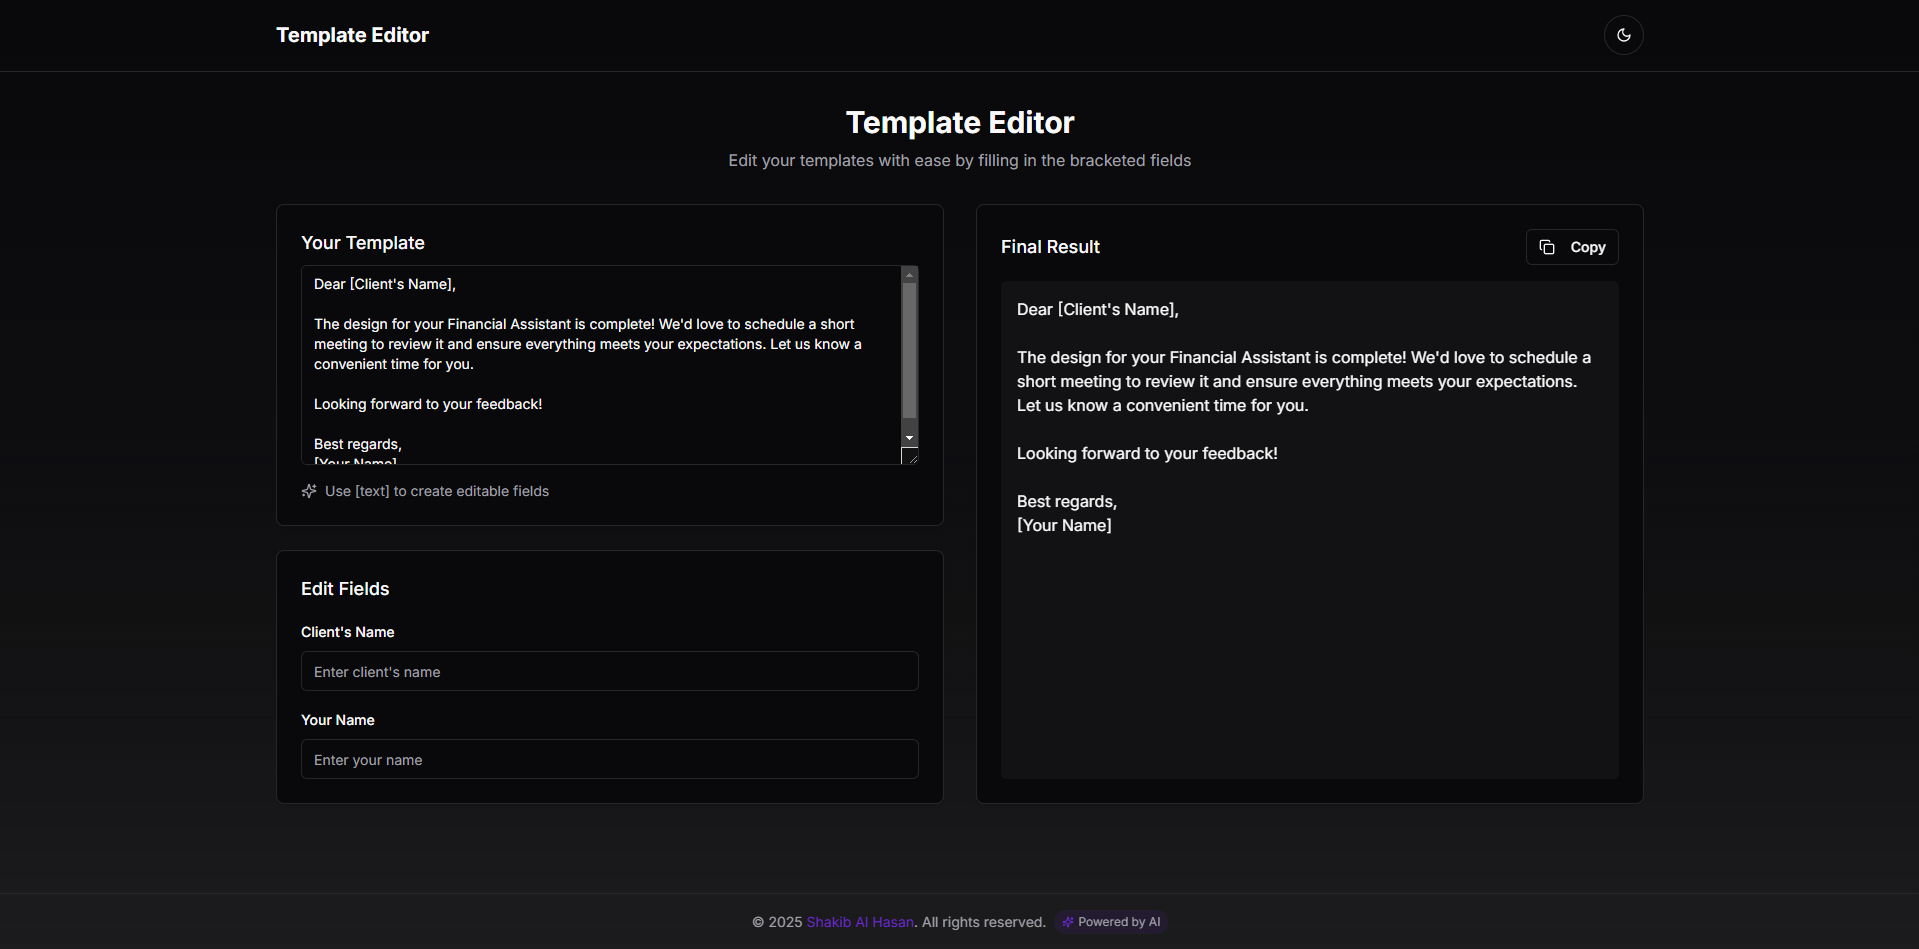 Template Editor
Template Editor
Edit your templates with ease by filling in the bracketed fields
Your Template
Dear [Client's Name],
The design for your Financial Assistant is complete! We'd love to schedule a short
meeting to review it and ensure everything meets your expectations. Let us know a
convenient time for you.
Looking forward to your feedback!
Best regards,
[Your Name]
Use [text] to create editable fields
Edit Fields
Client's Name
Enter client's name
Your Name
Enter your name
Final Result
Copy
Dear [Client's Name],
The design for your Financial Assistant is complete! We'd love to schedule a
short meeting to review it and ensure everything meets your expectations.
Let us know a convenient time for you.
Looking forward to your feedback!
Best regards,
[Your Name]
© 2025 Shakib Al Hasan. All rights reserved. Powered by AI